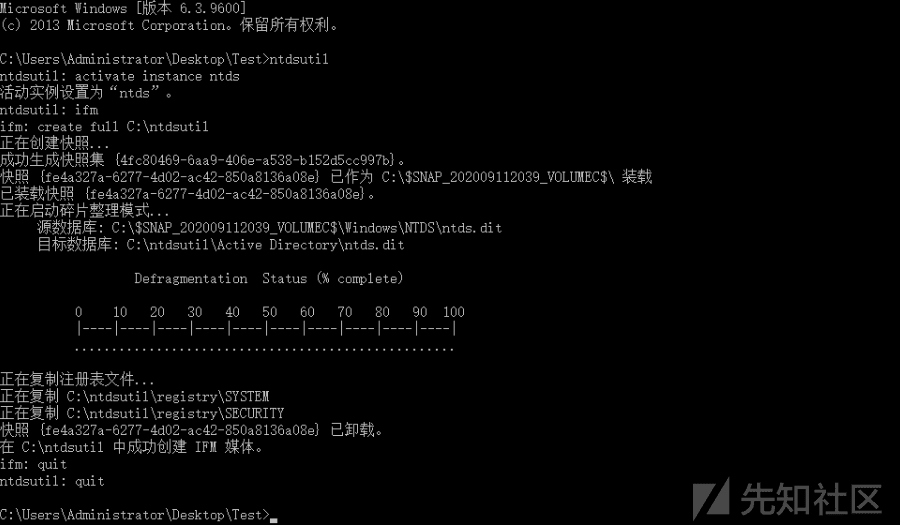 Microsoft Windows [版本 6.3.9600]
(c) 2013 Microsoft Corporation。保留所有权利。
C:\Users\Administrator\Desktop\Test>ntdsutil
ntdsutil: activate instance ntds
活动实例设置为“ntds”。
ntdsutil: ifm
ifm: create full C:\ntdsutil
正在创建快照...
成功生成快照集 {4fc80469-6aa9-406e-a538-b152d5cc997b}。
快照 {fe4a327a-6277-4d02-ac42-850a8136a08e} 已作为 C:\$SNAP_202009112039_VOLUMEC$\ 装载
已装载快照 {fe4a327a-6277-4d02-ac42-850a8136a08e}。
正在启动碎片整理模式...
源数据库: C:\$SNAP_202009112039_VOLUMEC$\Windows\NTDS\ntds.dit
目标数据库: C:\ntdsutil\Active Directory\ntds.dit
Defragmentation  Status (% complete)
0    10   20   30   40   50   60   70   80   90  100
|----|----|----|----|----|----|----|----|----|----|
...................................................
正在复制注册表文件...
正在复制 C:\ntdsutil\registry\SYSTEM
正在复制 C:\ntdsutil\registry\SECURITY
快照 {fe4a327a-6277-4d02-ac42-850a8136a08e} 已卸载。
在 C:\ntdsutil 中成功创建 IFM 媒体。
ifm: quit
ntdsutil: quit
C:\Users\Administrator\Desktop\Test>
先知社区